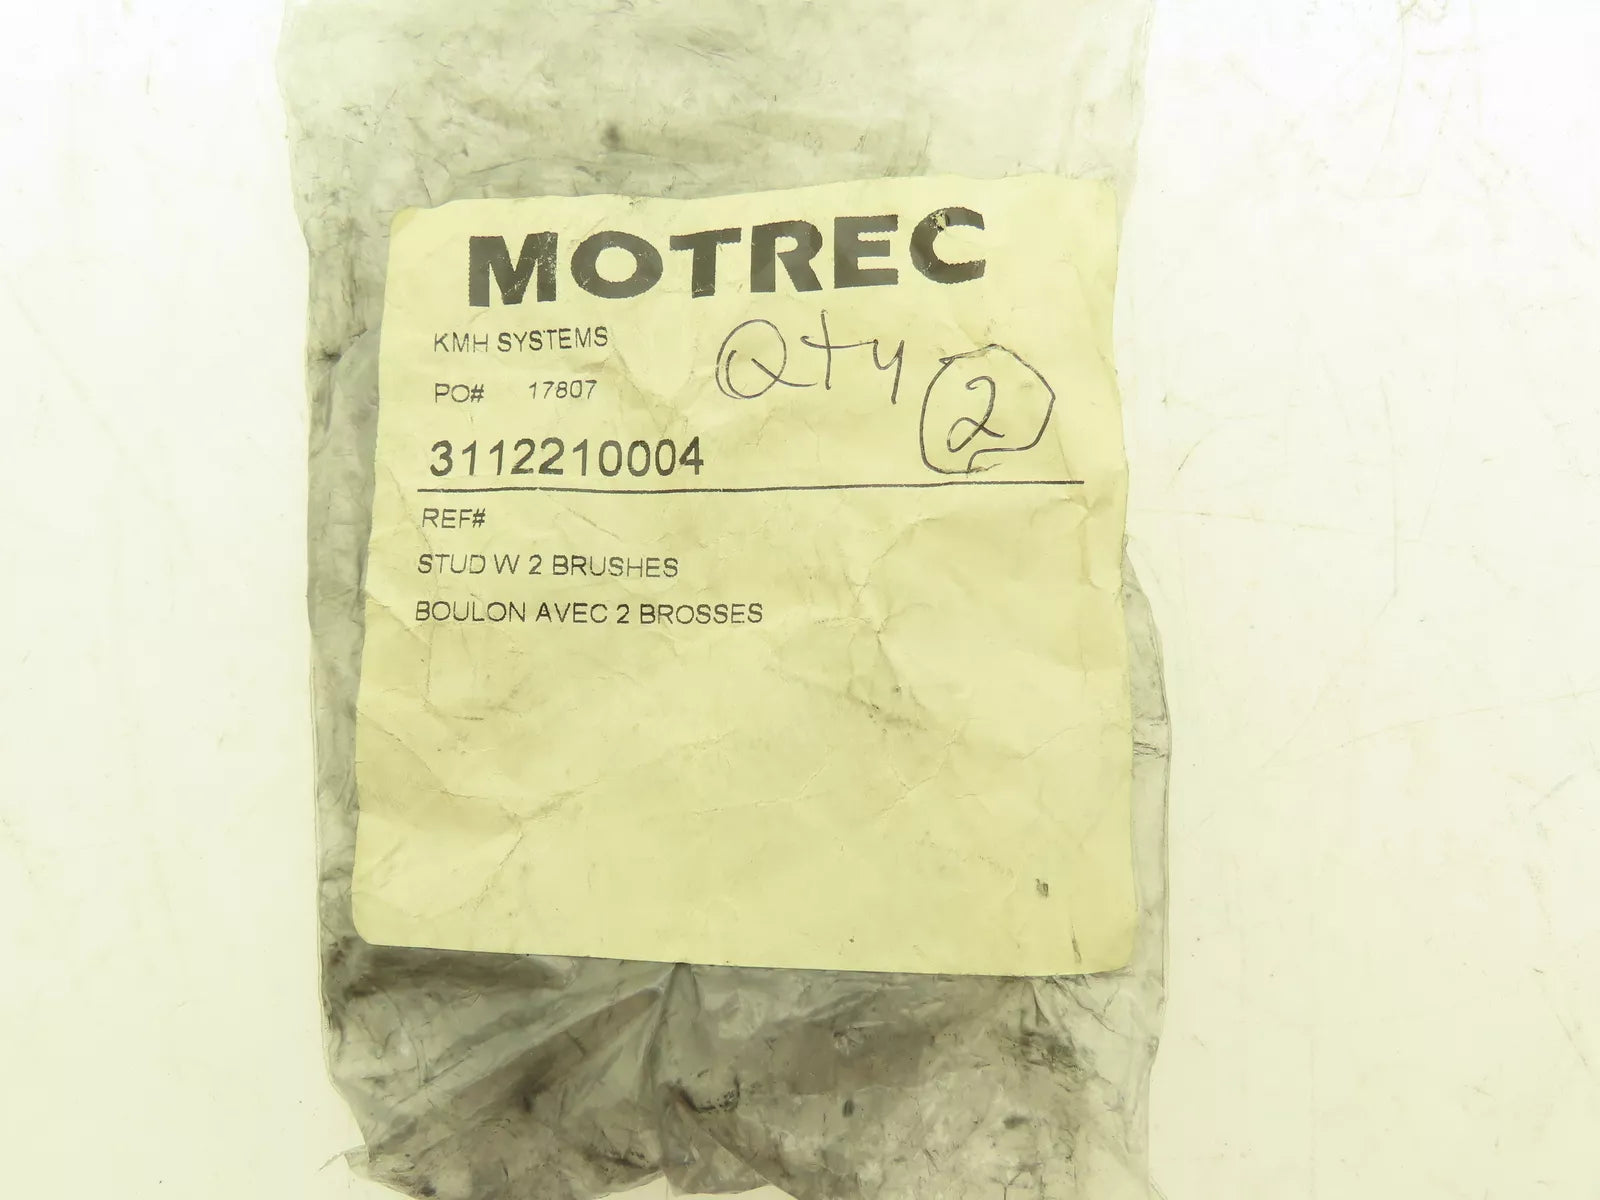 MOTREC
KMH SYSTEMS
Qty 2
PO# 17807
3112210004
REF#
STUD W 2 BRUSHES
BOULON AVEC 2 BROSSES